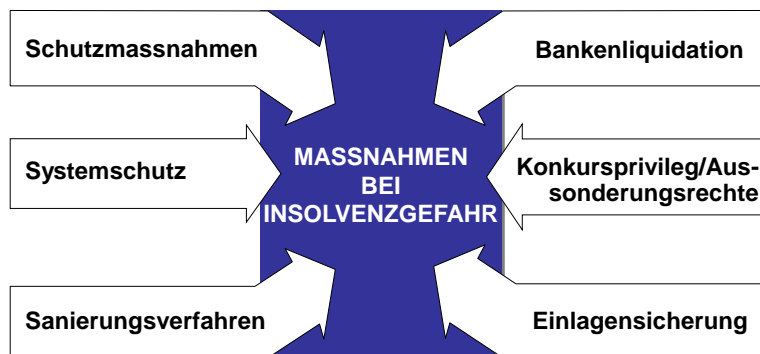 Schutzmassnahmen
Bankenliquidation
Systemschutz
MASSNAHMEN
BEI
INSOLVENZGEFAHR
Konkursprivileg/Aus-
sonderungsrechte
Sanierungsverfahren
Einlagensicherung